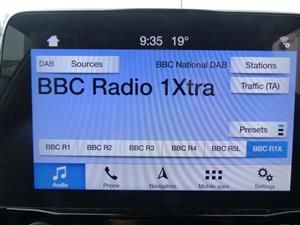 9:35 19°
DAB Sources BBC National DAB Stations
BBC Radio 1Xtra Traffic (TA)
Presets
BBC R1 BBC R2 BBC R3 BBC R4 BBC R5L BBC R1X
Audio Phone Navigation Mobile apps Settings